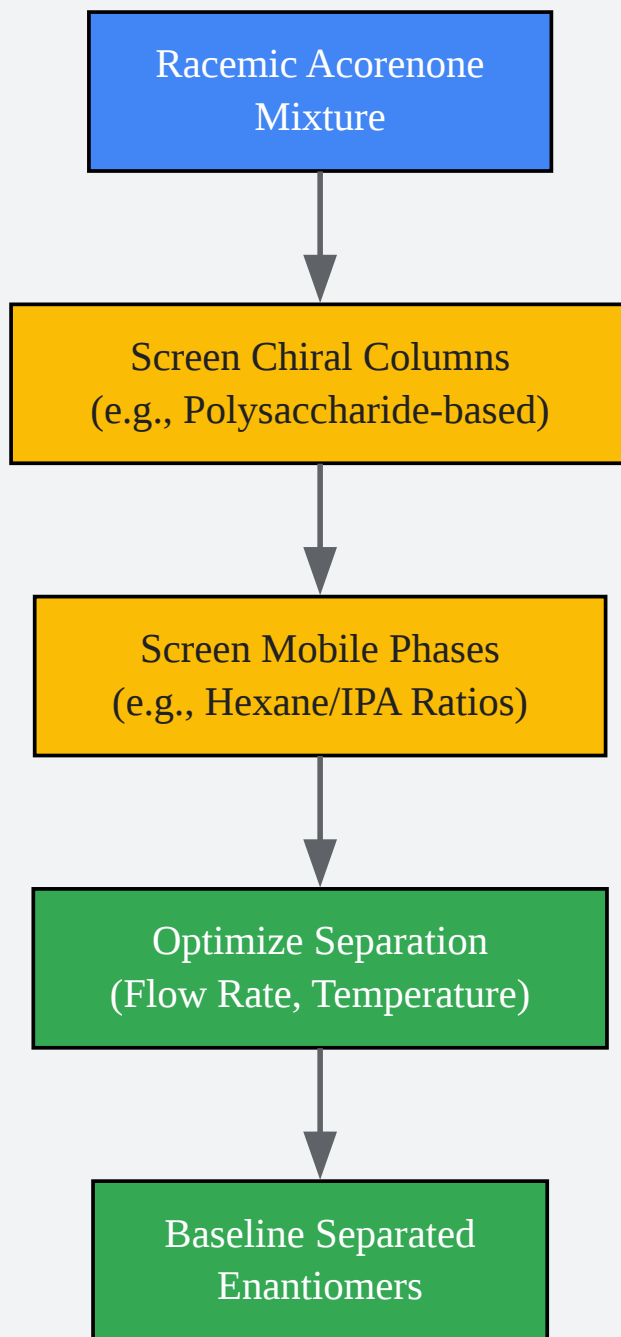 Racemic Acorenone
Mixture
Screen Chiral Columns
(e.g., Polysaccharide-based)
Screen Mobile Phases
(e.g., Hexane/IPA Ratios)
Optimize Separation
(Flow Rate, Temperature)
Baseline Separated
Enantiomers